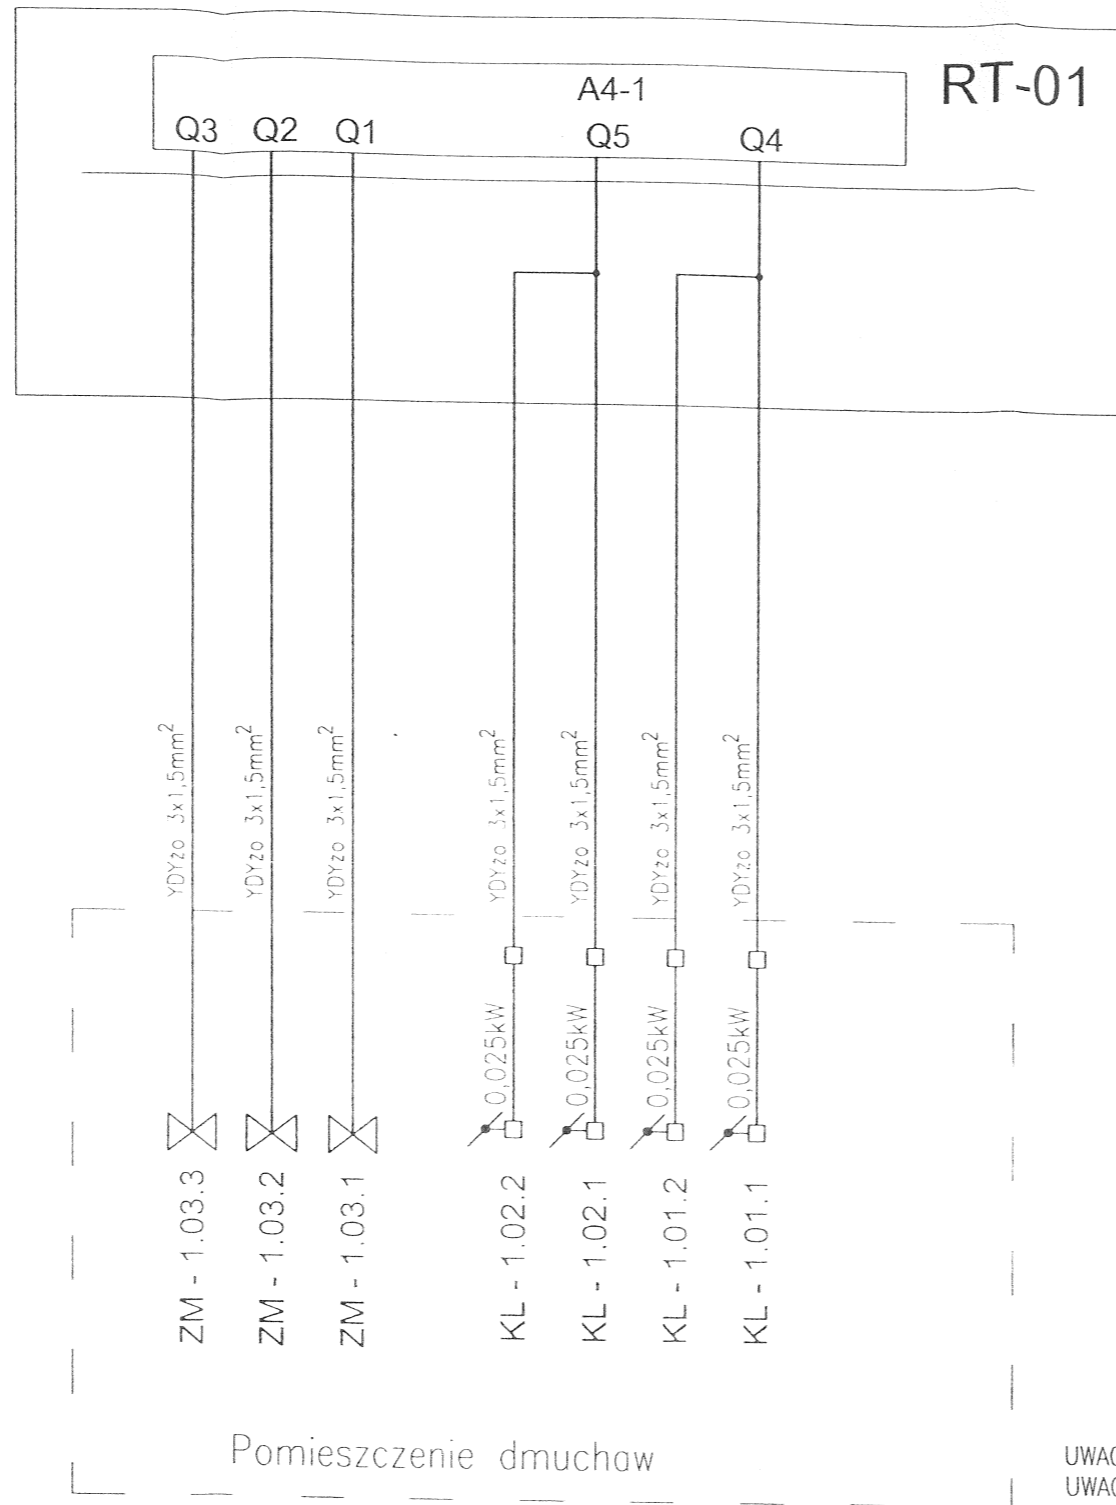 RT-01
A4-1
Q3 Q2 Q1 Q5 Q4
YDYżo 3x1,5mm²
YDYżo 3x1,5mm²
YDYżo 3x1,5mm²
YDYżo 3x1,5mm²
YDYżo 3x1,5mm²
YDYżo 3x1,5mm²
YDYżo 3x1,5mm²
0,025kW
0,025kW
0,025kW
0,025kW
ZM - 1.03.3
ZM - 1.03.2
ZM - 1.03.1
KL - 1.02.2
KL - 1.02.1
KL - 1.01.2
KL - 1.01.1
Pomieszczenie dmuchaw